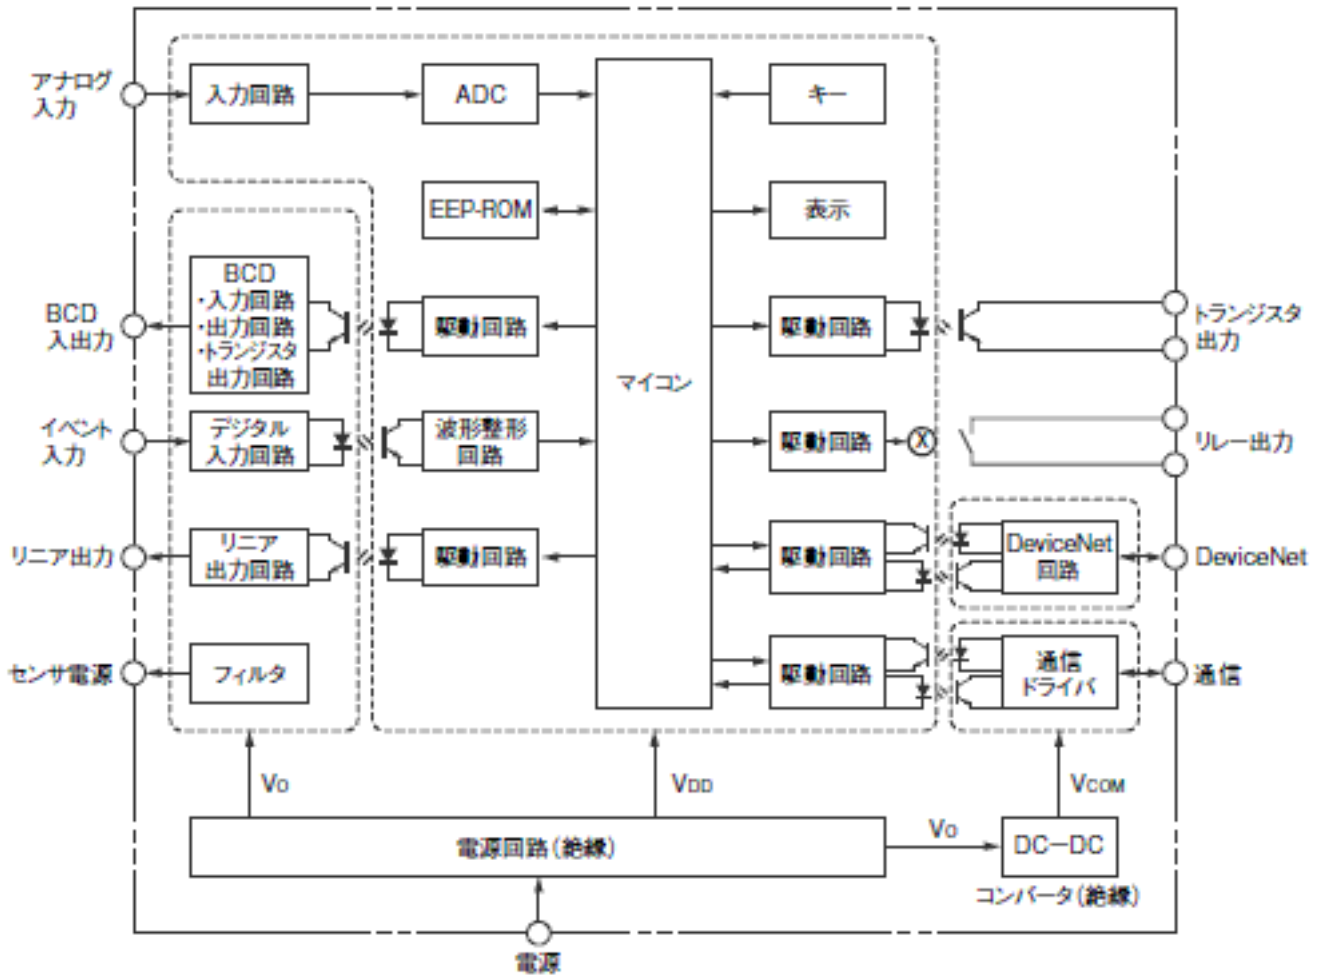 アナログ
入力
入力回路
ADC
キー
EEP-ROM
表示
マイコン
BCD
入出力
BCD
・入力回路
・出力回路
・トランジスタ
出力回路
駆動回路
駆動回路
トランジスタ
出力
イベント
入力
デジタル
入力回路
波形整形
回路
駆動回路
X
リレー出力
リニア出力
リニア
出力回路
駆動回路
駆動回路
DeviceNet
回路
DeviceNet
センサ電源
フィルタ
駆動回路
通信
ドライバ
通信
VO
VDD
VCOM
電源回路(絶縁)
VO
DC-DC
コンバータ(絶縁)
電源